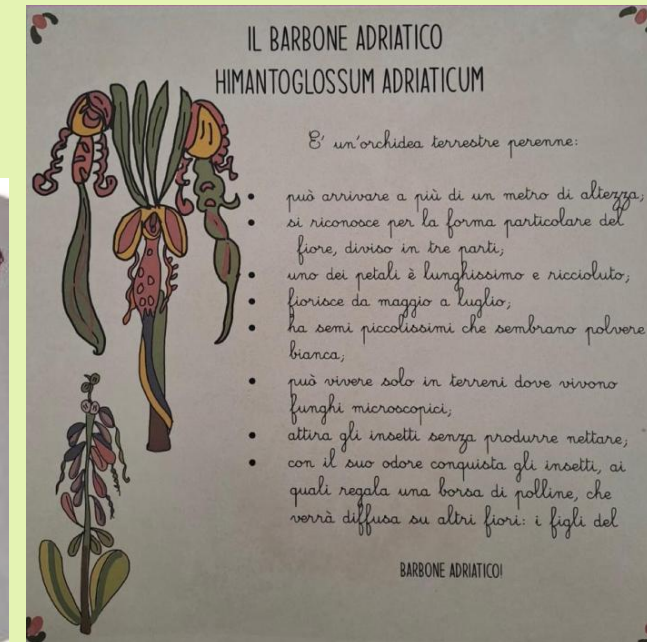 IL BARBONE ADRIATICO
HIMANTOGLOSSUM ADRIATICUM
E' un'orchidea terrestre perenne:
• può arrivare a più di un metro di altezza;
• si riconosce per la forma particolare del
fiore, diviso in tre parti;
• uno dei petali è lunghissimo e riccioluto;
• fiorisce da maggio a luglio;
• ha semi piccolissimi che sembrano polvere
bianca;
• può vivere solo in terreni dove vivono
funghi microscopici;
• attira gli insetti senza produrre nettare;
• con il suo odore conquista gli insetti, ai
quali regala una borsa di polline, che
verrà diffusa su altri fiori: i figli del
BARBONE ADRIATICO!